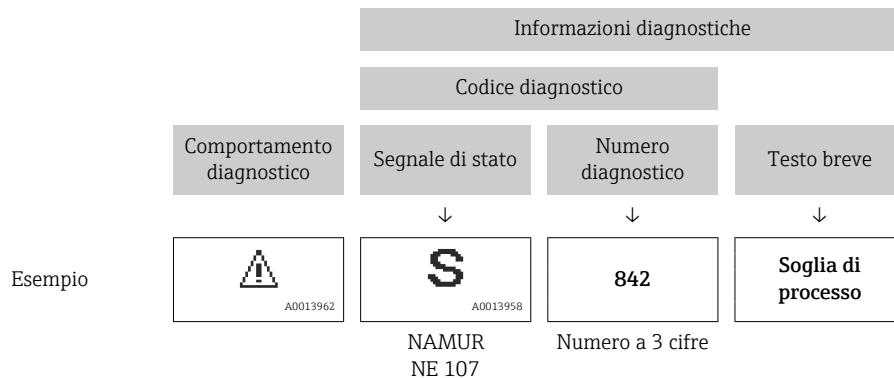 Informazioni diagnostiche
Codice diagnostico
Comportamento
diagnostico
Segnale di stato
Numero
diagnostico
Testo breve
↓ ↓ ↓
Esempio
A0013962
S
A0013958
842
Soglia di
processo
NAMUR
NE 107
Numero a 3 cifre